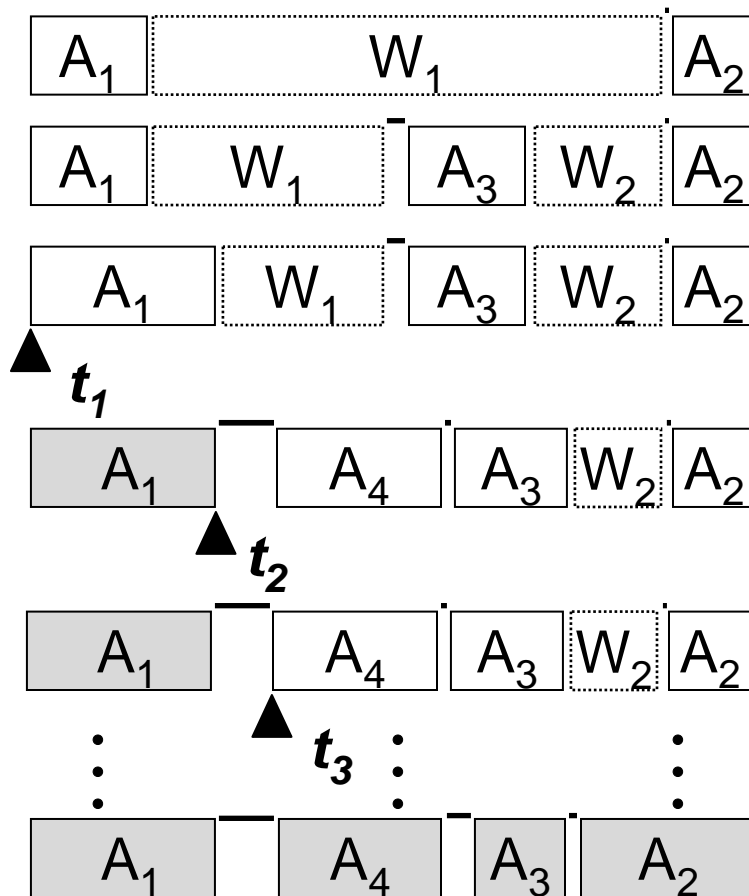 A1 W1 A2
A1 W1 A3 W2 A2
A1 W1 A3 W2 A2
t1
A1 A4 A3 W2 A2
t2
A1 A4 A3 W2 A2
t3
A1 A4 A3 A2